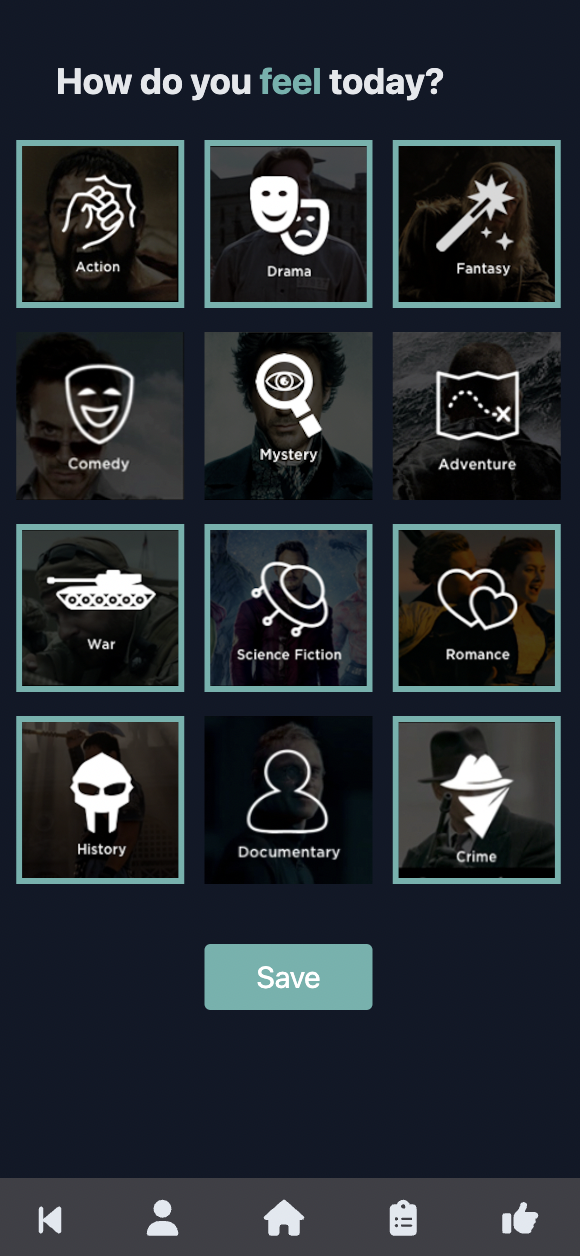 How do you feel today?
Action
Drama
Fantasy
Comedy
Mystery
Adventure
War
Science Fiction
Romance
History
Documentary
Crime
Save